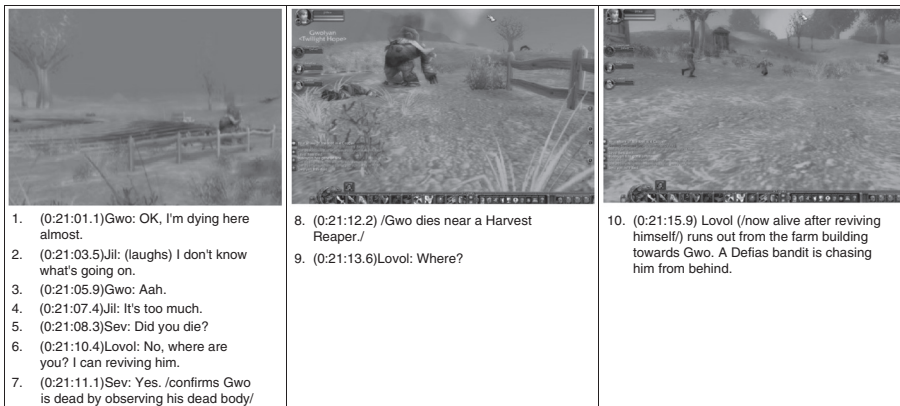 Gweliyan
<Twilight Heper>
1. (0:21:01.1)Gwo: OK, I'm dying here
almost.
2. (0:21:03.5)Jil: (laughs) I don't know
what's going on.
3. (0:21:05.9)Gwo: Aah.
4. (0:21:07.4)Jil: It's too much.
5. (0:21:08.3)Sev: Did you die?
6. (0:21:10.4)Lovol: No, where are
you? I can reviving him.
7. (0:21:11.1)Sev: Yes. /confirms Gwo
is dead by observing his dead body/
8. (0:21:12.2) /Gwo dies near a Harvest
Reaper./
9. (0:21:13.6)Lovol: Where?
10. (0:21:15.9) Lovol (/now alive after reviving
himself/) runs out from the farm building
towards Gwo. A Defias bandit is chasing
him from behind.